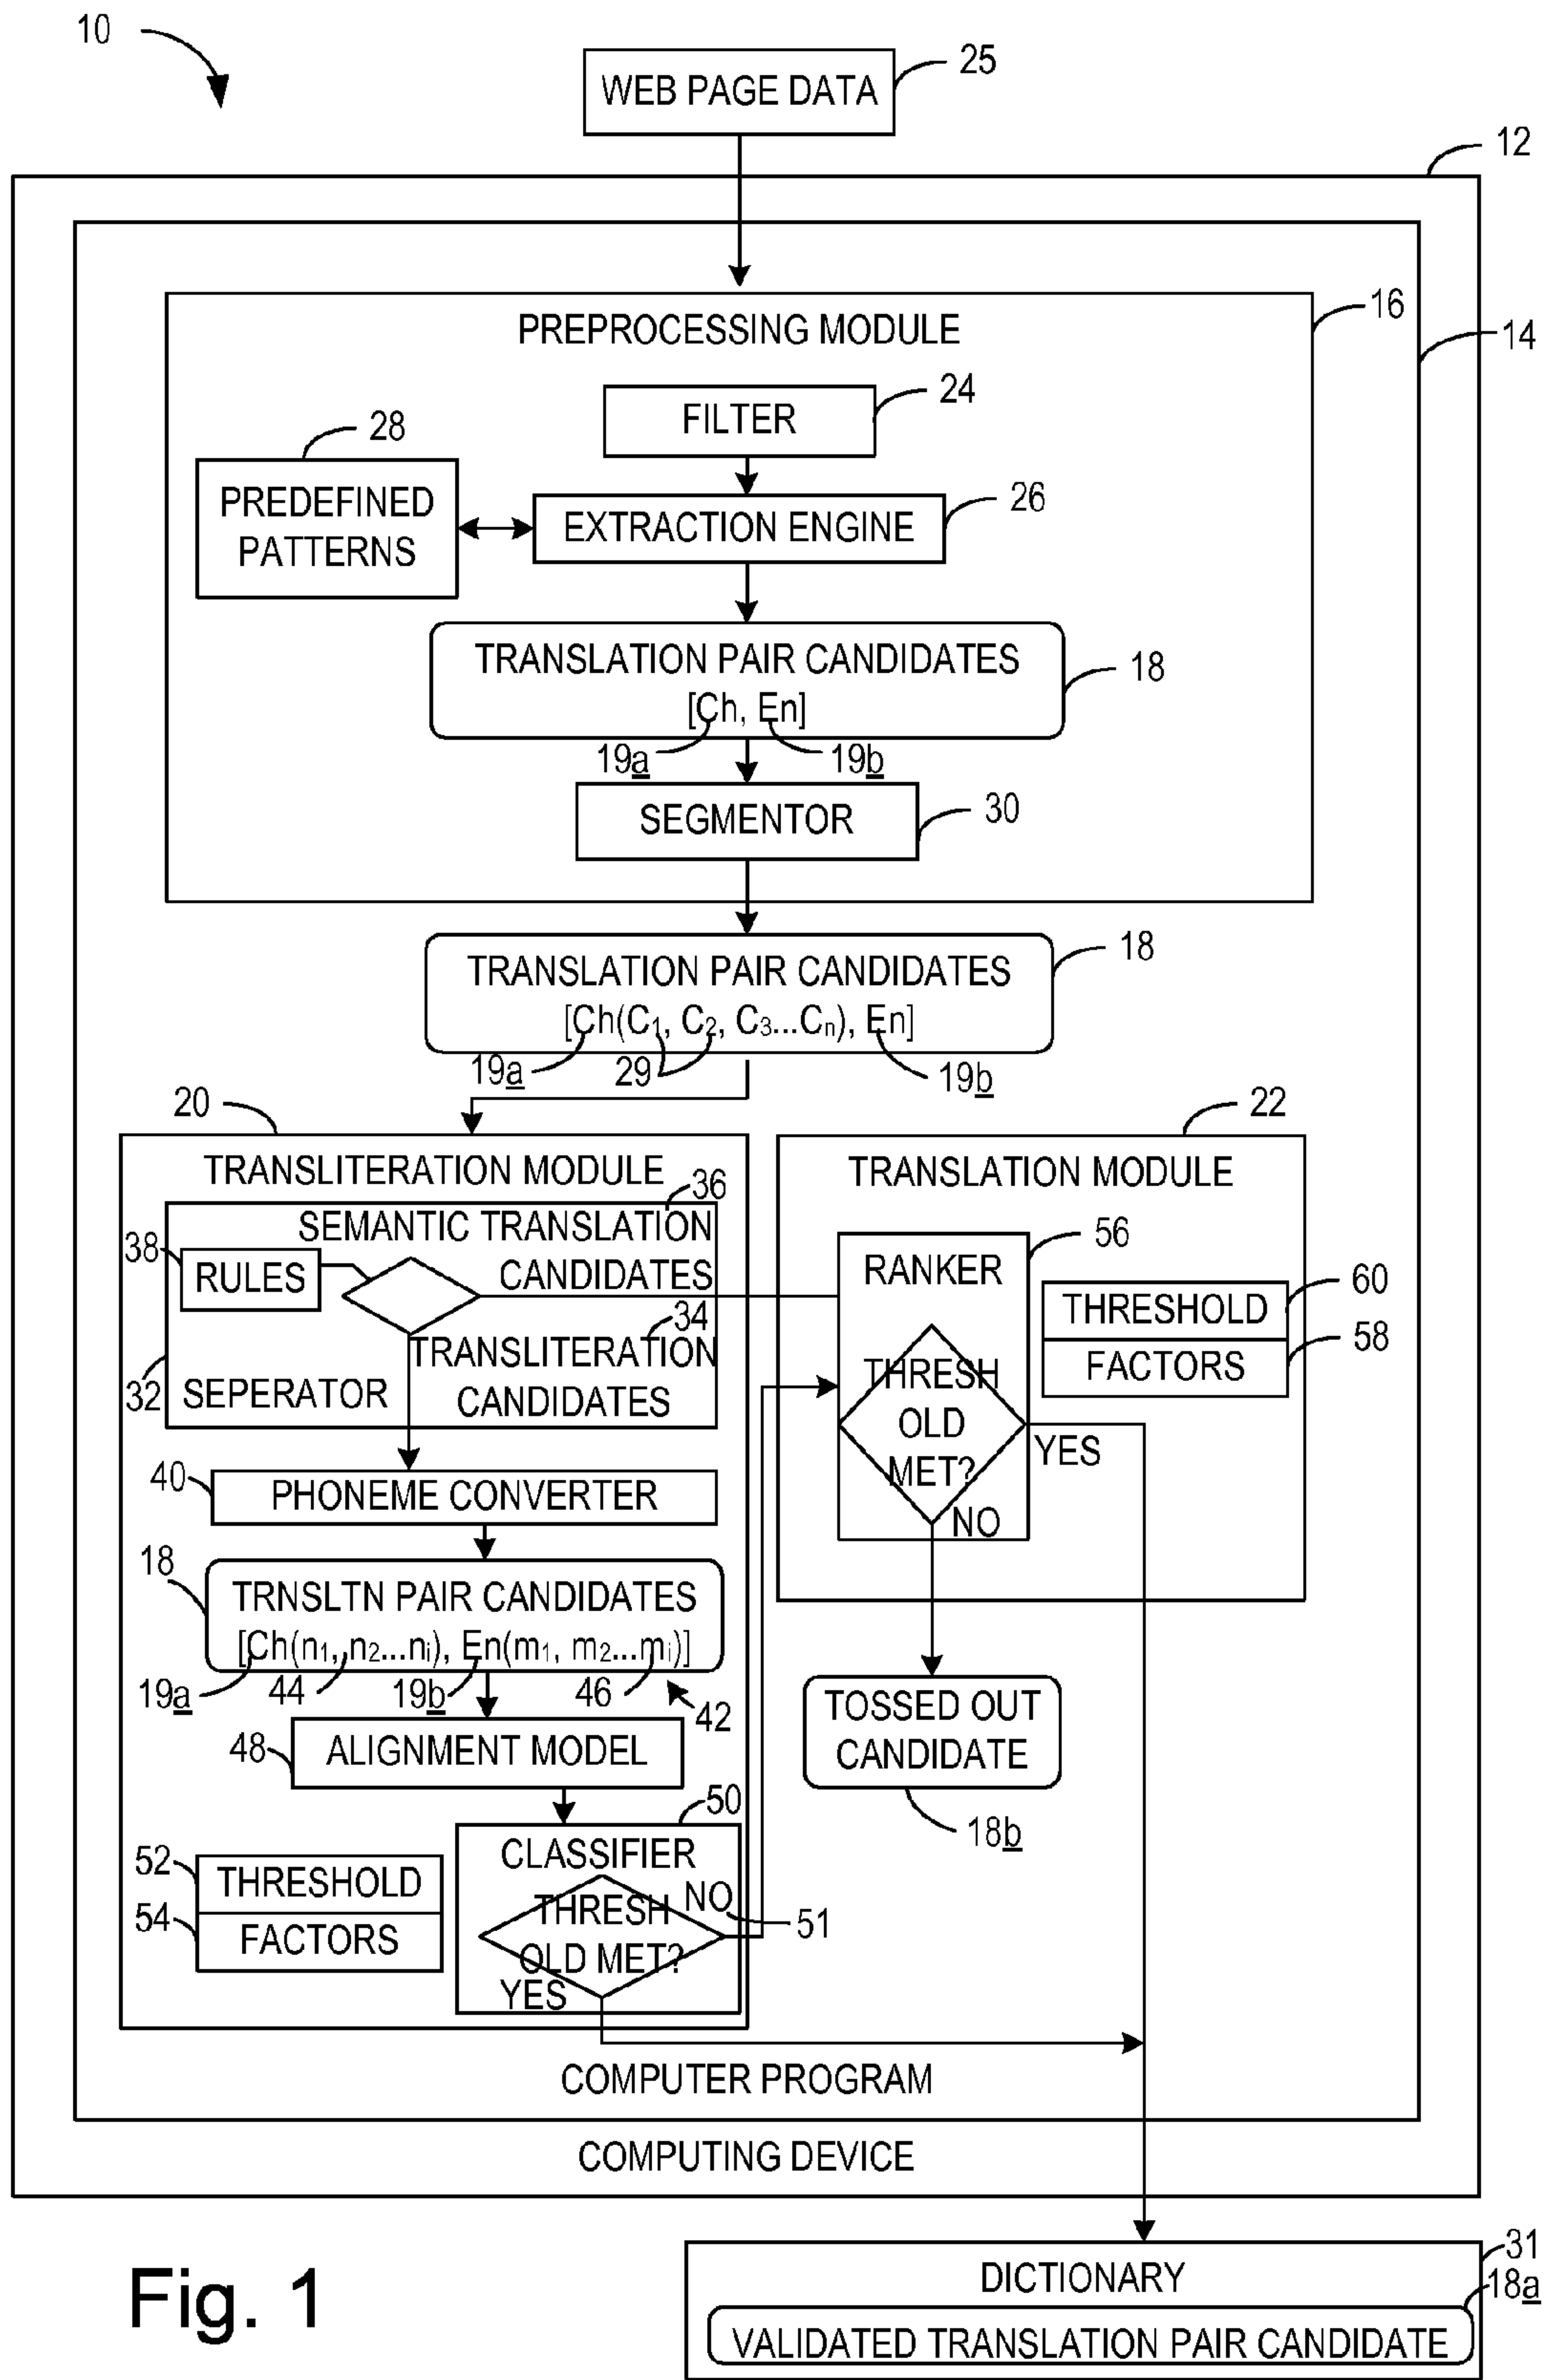 10
WEB PAGE DATA
25
12
PREPROCESSING MODULE
16
14
FILTER
24
28
PREDEFINED
PATTERNS
EXTRACTION ENGINE
26
TRANSLATION PAIR CANDIDATES
[Ch, En]
18
19a
19b
SEGMENTOR
30
TRANSLATION PAIR CANDIDATES
[Ch(C1, C2, C3...Cn), En]
18
19a
29
19b
20
22
TRANSLITERATION MODULE
36
SEMANTIC TRANSLATION
CANDIDATES
38
RULES
34
TRANSLITERATION
CANDIDATES
32
SEPERATOR
40
PHONEME CONVERTER
18
TRNSLTN PAIR CANDIDATES
[Ch(n1, n2...ni), En(m1, m2...mi)]
19a
44
19b
46
42
48
ALIGNMENT MODEL
50
CLASSIFIER
52
THRESHOLD
54
FACTORS
THRESH
OLD MET?
NO
51
YES
TRANSLATION MODULE
56
RANKER
60
THRESHOLD
58
FACTORS
THRESH
OLD
MET?
YES
NO
TOSSED OUT
CANDIDATE
18b
COMPUTER PROGRAM
COMPUTING DEVICE
31
DICTIONARY
18a
VALIDATED TRANSLATION PAIR CANDIDATE
Fig. 1